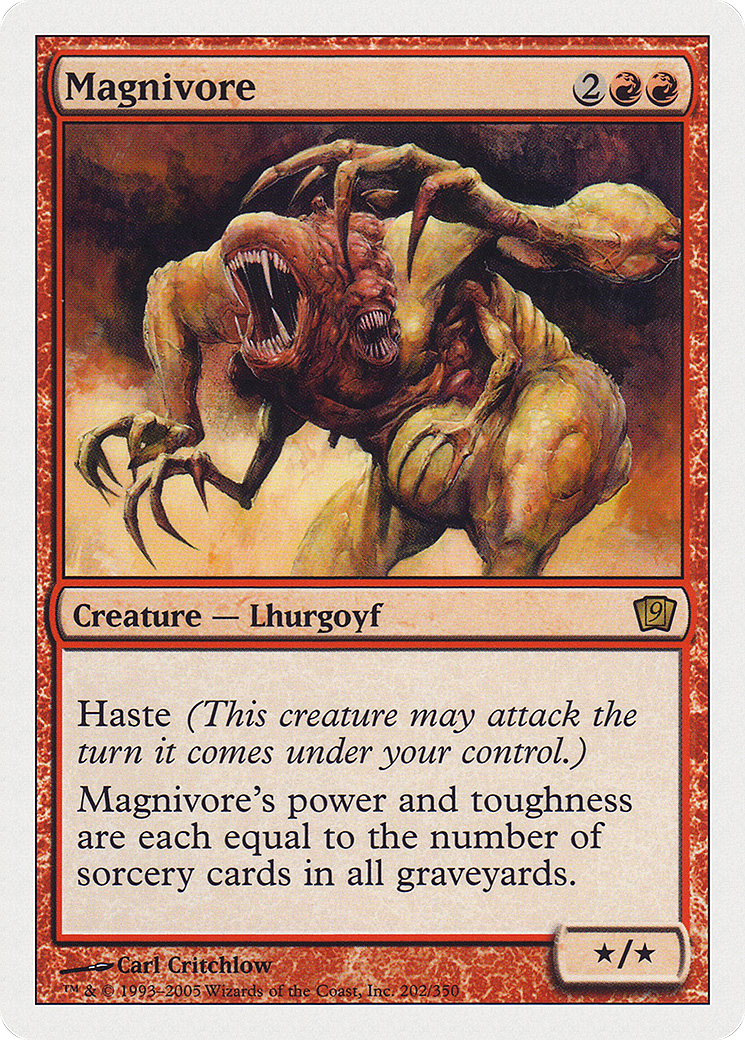 Magnivore 2
Creature — Lhurgoyf 9
Haste (This creature may attack the
turn it comes under your control.)
Magnivore's power and toughness
are each equal to the number of
sorcery cards in all graveyards.
★/★
Carl Critchlow
™ & © 1993–2005 Wizards of the Coast, Inc. 202/350